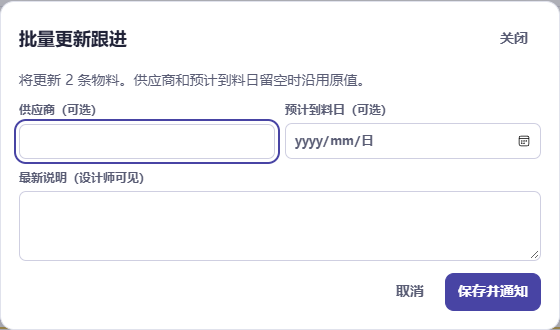 批量更新跟进
关闭
将更新 2 条物料。供应商和预计到料日留空时沿用原值。
供应商（可选）
预计到料日（可选）
yyyy/mm/日
最新说明（设计师可见）
取消
保存并通知